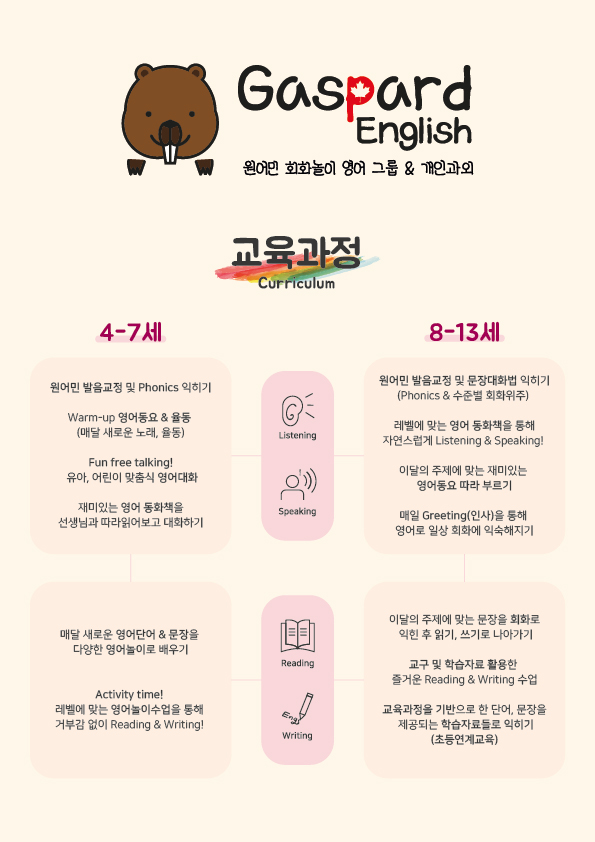 Gaspard
English
원어민 회화놀이 영어 그룹 & 개인과외
교육과정
Curriculum
4-7세
원어민 발음교정 및 Phonics 익히기
Warm-up 영어동요 & 율동
(매달 새로운 노래, 율동)
Fun free talking!
유아, 어린이 맞춤식 영어대화
재미있는 영어 동화책을
선생님과 따라읽어보고 대화하기
Listening
Speaking
8-13세
원어민 발음교정 및 문장대화법 익히기
(Phonics & 수준별 회화위주)
레벨에 맞는 영어 동화책을 통해
자연스럽게 Listening & Speaking!
이달의 주제에 맞는 재미있는
영어동요 따라 부르기
매일 Greeting(인사)을 통해
영어로 일상 회화에 익숙해지기
매달 새로운 영어단어 & 문장을
다양한 영어놀이로 배우기
Activity time!
레벨에 맞는 영어놀이수업을 통해
거부감 없이 Reading & Writing!
Reading
Eng
Writing
이달의 주제에 맞는 문장을 회화로
익힌 후 읽기, 쓰기로 나아가기
교구 및 학습자료 활용한
즐거운 Reading & Writing 수업
교육과정을 기반으로 한 단어, 문장을
제공되는 학습자료들로 익히기
(초등연계교육)